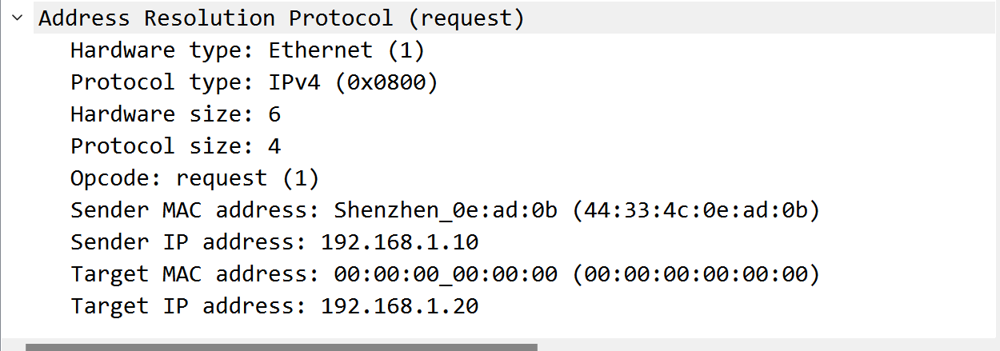 Address Resolution Protocol (request)
Hardware type: Ethernet (1)
Protocol type: IPv4 (0x0800)
Hardware size: 6
Protocol size: 4
Opcode: request (1)
Sender MAC address: Shenzhen_0e:ad:0b (44:33:4c:0e:ad:0b)
Sender IP address: 192.168.1.10
Target MAC address: 00:00:00_00:00:00 (00:00:00:00:00:00)
Target IP address: 192.168.1.20